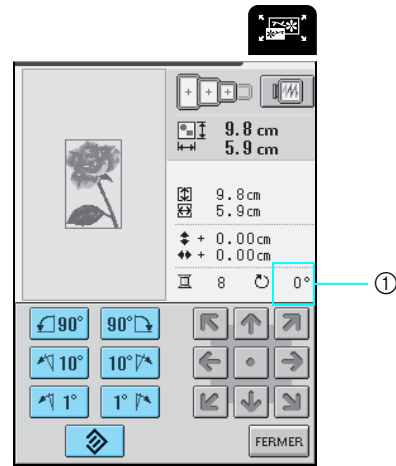 9.8 cm
5.9 cm
9.8cm
5.9cm
+ 0.00cm
+ 0.00cm
8 0°
①
90° 90°
10° 10°
1° 1°
FERMER